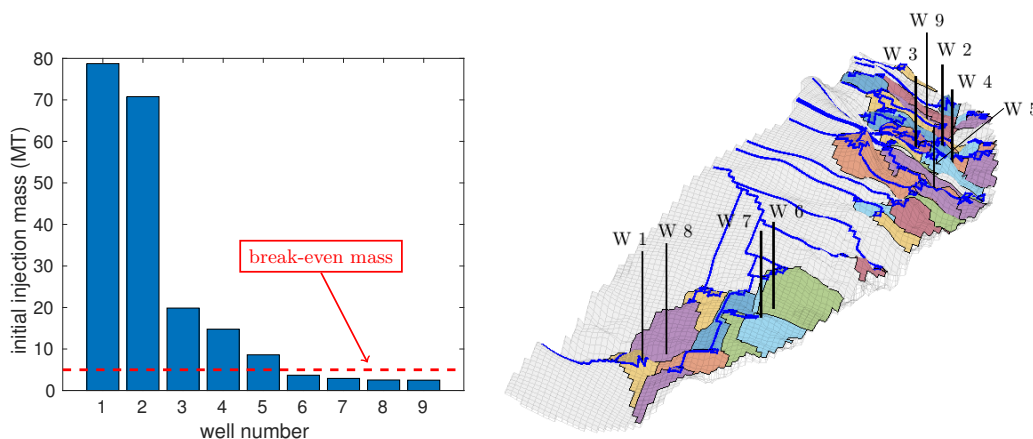 80
70
60
50
40
30
20
10
0
initial injection mass (MT)
break-even mass
1 2 3 4 5 6 7 8 9
well number
W 9
W 3 W 2
W 4
W 5
W 6
W 7
W 1 W 8